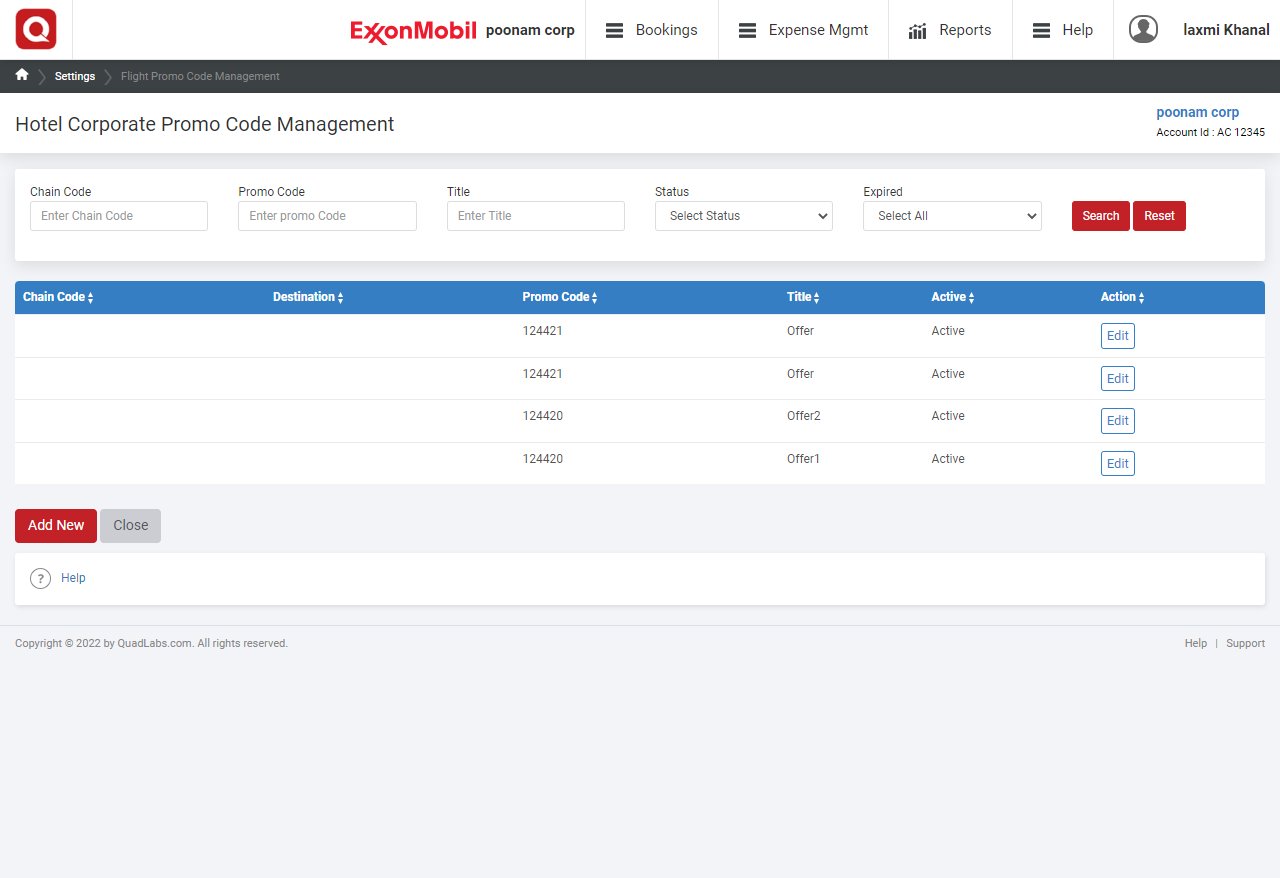 Q
ExxonMobil poonam corp Bookings Expense Mgmt Reports Help laxmi Khanal
Settings Flight Promo Code Management
Hotel Corporate Promo Code Management
poonam corp
Account Id : AC 12345
Chain Code Promo Code Title Status Expired
Enter Chain Code Enter promo Code Enter Title Select Status Select All Search Reset
Chain Code Destination Promo Code Title Active Action
124421 Offer Active Edit
124421 Offer Active Edit
124420 Offer2 Active Edit
124420 Offer1 Active Edit
Add New Close
? Help
Copyright © 2022 by QuadLabs.com. All rights reserved. Help | Support